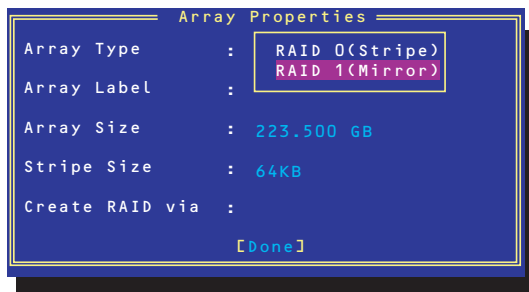 Array Properties
Array Type : RAID 0(Stripe)
RAID 1(Mirror)
Array Label :
Array Size : 223.500 GB
Stripe Size : 64KB
Create RAID via :
[Done]